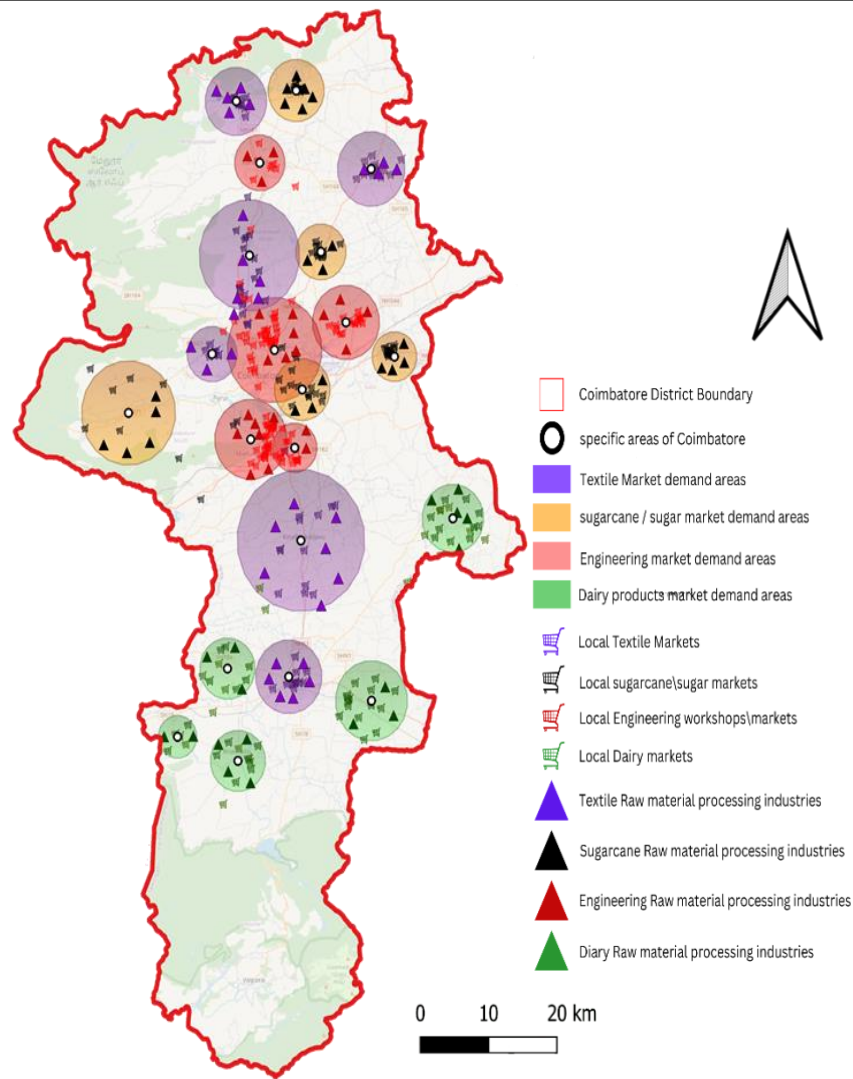 SH78
Coimbatore District Boundary
specific areas of Coimbatore
Textile Market demand areas
sugarcane / sugar market demand areas
Engineering market demand areas
Dairy products market demand areas
Local Textile Markets
Local sugarcane\sugar markets
Local Engineering workshops\markets
Local Dairy markets
Textile Raw material processing industries
Sugarcane Raw material processing industries
Engineering Raw material processing industries
Diary Raw material processing industries
0 10 20 km